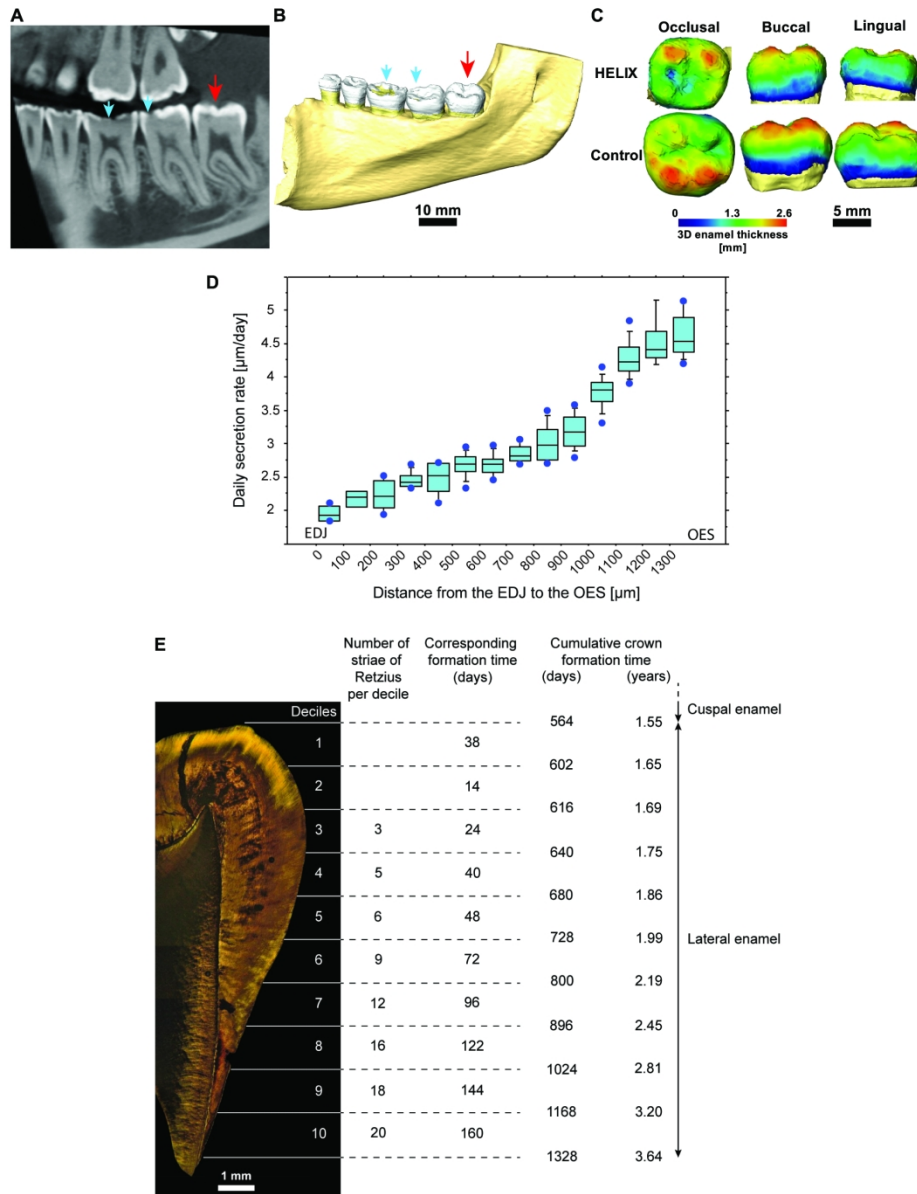 A
B
10 mm
C
Occlusal Buccal Lingual
HELIX
Control
0 1.3 2.6
3D enamel thickness
[mm]
5 mm
D
Daily secretion rate [µm/day]
5
4.5
4
3.5
3
2.5
2
EDJ
OES
0 100 200 300 400 500 600 700 800 900 1000 1100 1200 1300
Distance from the EDJ to the OES [µm]
E
Number of striae of Retzius per decile
Corresponding formation time (days)
Cumulative crown formation time
(days) (years)
Deciles
564 1.55
Cuspal enamel
1 38
602 1.65
2 14
616 1.69
3 3 24
640 1.75
4 5 40
680 1.86
5 6 48
728 1.99
Lateral enamel
6 9 72
800 2.19
7 12 96
896 2.45
8 16 122
1024 2.81
9 18 144
1168 3.20
10 20 160
1328 3.64
1 mm